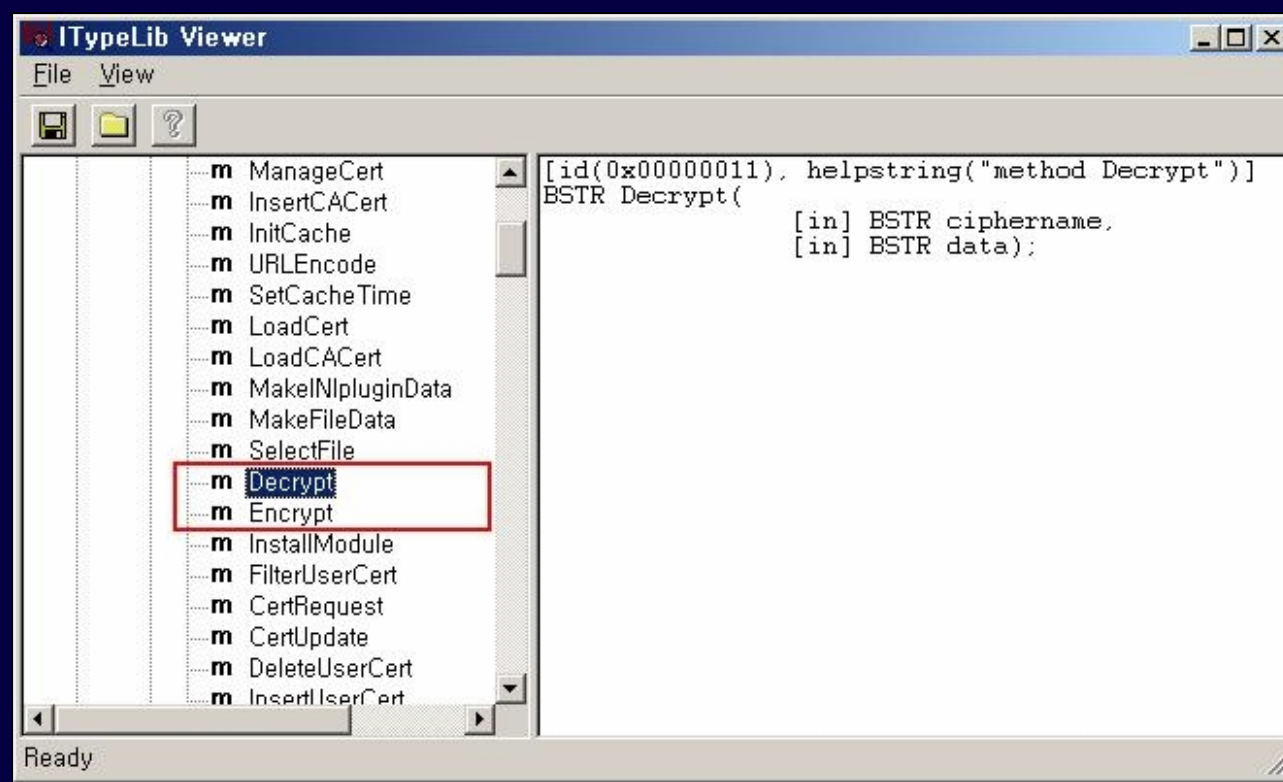 ITypeLib Viewer
File View
m ManageCert
m InsertCACert
m InitCache
m URLEncode
m SetCacheTime
m LoadCert
m LoadCACert
m MakeINIpluginData
m MakeFileData
m SelectFile
m Decrypt
m Encrypt
m InstallModule
m FilterUserCert
m CertRequest
m CertUpdate
m DeleteUserCert
m InsertUserCert
[id(0x00000011), helpstring("method Decrypt")]
BSTR Decrypt(
[in] BSTR ciphername,
[in] BSTR data);
Ready